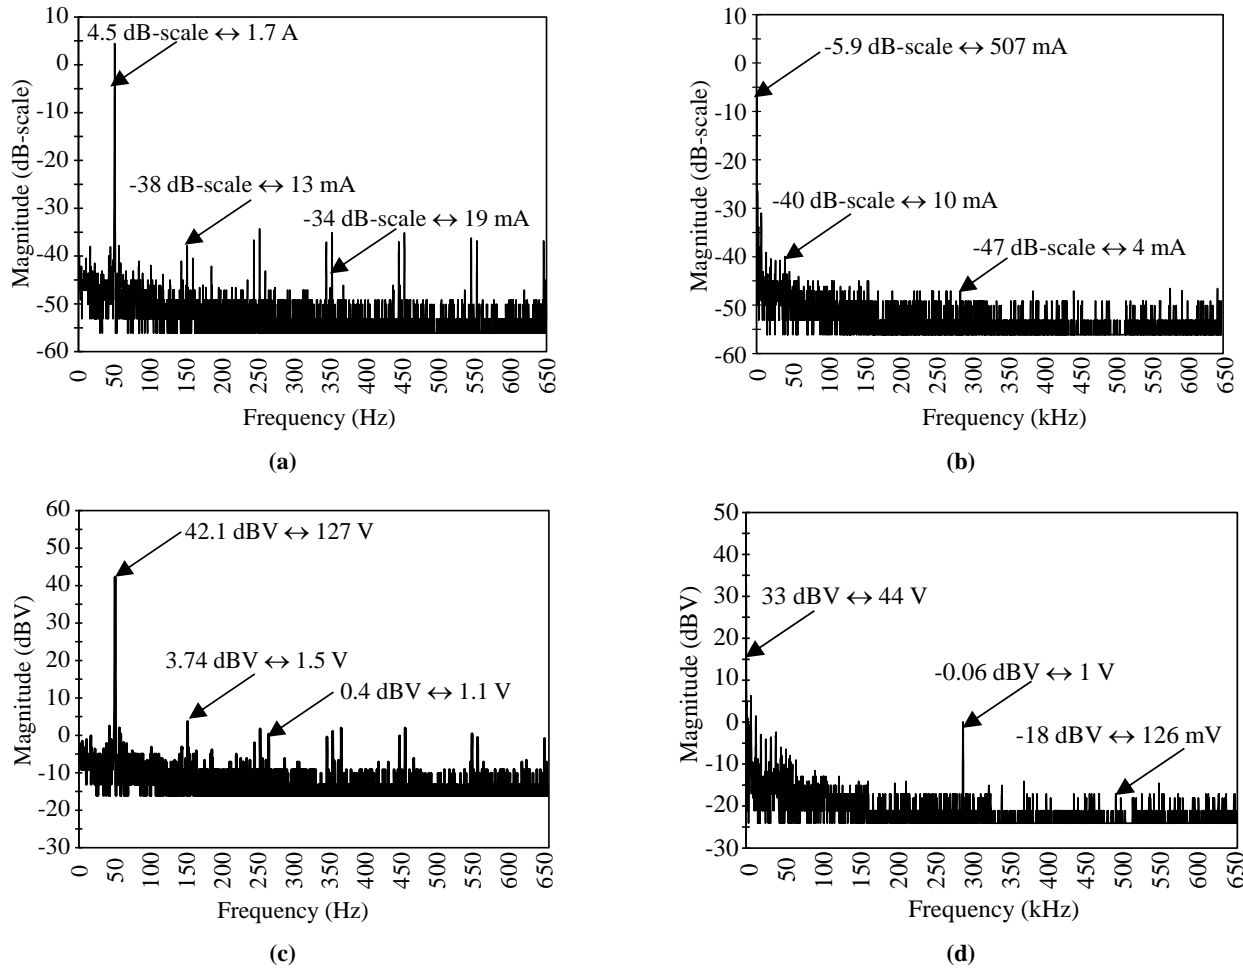 10
0
-10
-20
-30
-40
-50
-60
Magnitude (dB-scale)
4.5 dB-scale ↔ 1.7 A
-38 dB-scale ↔ 13 mA
-34 dB-scale ↔ 19 mA
0 50 100 150 200 250 300 350 400 450 500 550 600 650
Frequency (Hz)
(a)
10
0
-10
-20
-30
-40
-50
-60
Magnitude (dB-scale)
-5.9 dB-scale ↔ 507 mA
-40 dB-scale ↔ 10 mA
-47 dB-scale ↔ 4 mA
0 50 100 150 200 250 300 350 400 450 500 550 600 650
Frequency (kHz)
(b)
60
50
40
30
20
10
0
-10
-20
-30
Magnitude (dBV)
42.1 dBV ↔ 127 V
3.74 dBV ↔ 1.5 V
0.4 dBV ↔ 1.1 V
0 50 100 150 200 250 300 350 400 450 500 550 600 650
Frequency (Hz)
(c)
50
40
30
20
10
0
-10
-20
-30
Magnitude (dBV)
33 dBV ↔ 44 V
-0.06 dBV ↔ 1 V
-18 dBV ↔ 126 mV
0 50 100 150 200 250 300 350 400 450 500 550 600 650
Frequency (kHz)
(d)